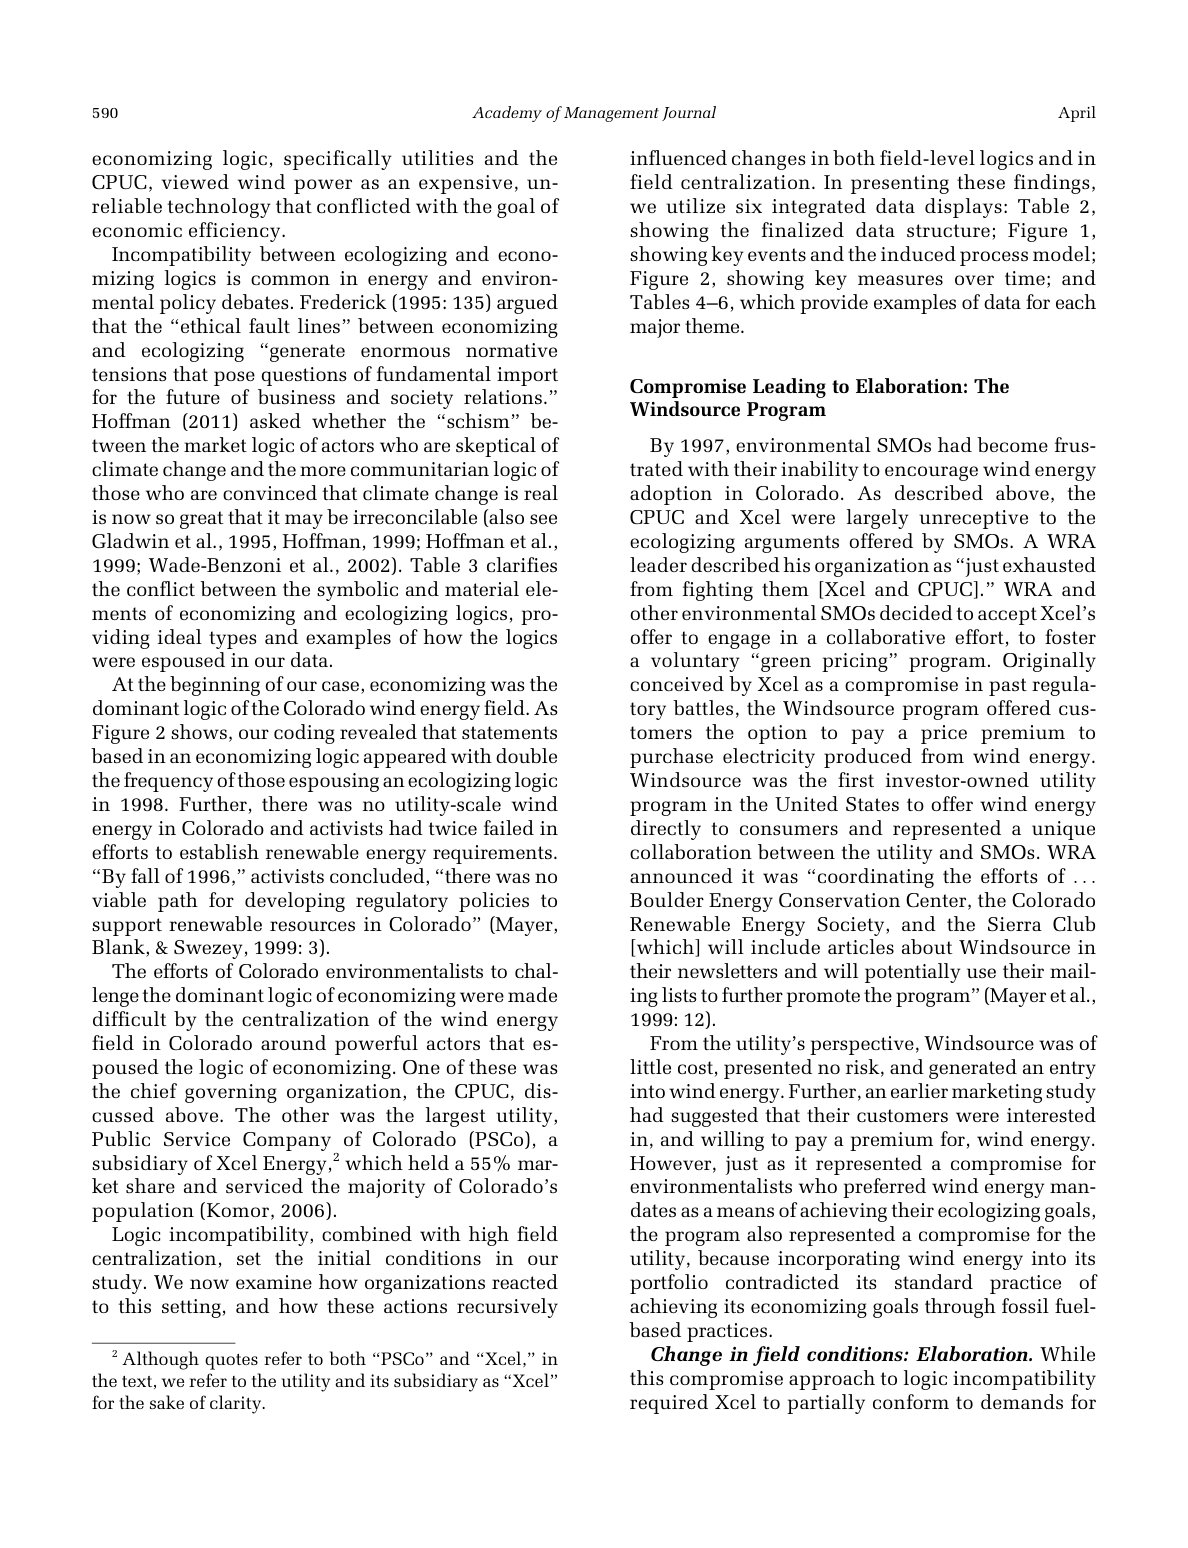 590
Academy of Management Journal
April
economizing logic, specifically utilities and the
CPUC, viewed wind power as an expensive, un-
reliable technology that conflicted with the goal of
economic efficiency.
Incompatibility between ecologizing and econo-
mizing logics is common in energy and environ-
mental policy debates. Frederick (1995: 135) argued
that the “ethical fault lines” between economizing
and ecologizing “generate enormous normative
tensions that pose questions of fundamental import
for the future of business and society relations.”
Hoffman (2011) asked whether the “schism” be-
tween the market logic of actors who are skeptical of
climate change and the more communitarian logic of
those who are convinced that climate change is real
is now so great that it may be irreconcilable (also see
Gladwin et al., 1995, Hoffman, 1999; Hoffman et al.,
1999; Wade-Benzoni et al., 2002). Table 3 clarifies
the conflict between the symbolic and material ele-
ments of economizing and ecologizing logics, pro-
viding ideal types and examples of how the logics
were espoused in our data.
At the beginning of our case, economizing was the
dominant logic of the Colorado wind energy field. As
Figure 2 shows, our coding revealed that statements
based in an economizing logic appeared with double
the frequency of those espousing an ecologizing logic
in 1998. Further, there was no utility-scale wind
energy in Colorado and activists had twice failed in
efforts to establish renewable energy requirements.
“By fall of 1996,” activists concluded, “there was no
viable path for developing regulatory policies to
support renewable resources in Colorado” (Mayer,
Blank, & Swezey, 1999: 3).
The efforts of Colorado environmentalists to chal-
lenge the dominant logic of economizing were made
difficult by the centralization of the wind energy
field in Colorado around powerful actors that es-
poused the logic of economizing. One of these was
the chief governing organization, the CPUC, dis-
cussed above. The other was the largest utility,
Public Service Company of Colorado (PSCo), a
subsidiary of Xcel Energy,² which held a 55% mar-
ket share and serviced the majority of Colorado’s
population (Komor, 2006).
Logic incompatibility, combined with high field
centralization, set the initial conditions in our
study. We now examine how organizations reacted
to this setting, and how these actions recursively
² Although quotes refer to both “PSCo” and “Xcel,” in
the text, we refer to the utility and its subsidiary as “Xcel”
for the sake of clarity.
influenced changes in both field-level logics and in
field centralization. In presenting these findings,
we utilize six integrated data displays: Table 2,
showing the finalized data structure; Figure 1,
showing key events and the induced process model;
Figure 2, showing key measures over time; and
Tables 4–6, which provide examples of data for each
major theme.
Compromise Leading to Elaboration: The
Windsource Program
By 1997, environmental SMOs had become frus-
trated with their inability to encourage wind energy
adoption in Colorado. As described above, the
CPUC and Xcel were largely unreceptive to the
ecologizing arguments offered by SMOs. A WRA
leader described his organization as “just exhausted
from fighting them [Xcel and CPUC].” WRA and
other environmental SMOs decided to accept Xcel’s
offer to engage in a collaborative effort, to foster
a voluntary “green pricing” program. Originally
conceived by Xcel as a compromise in past regula-
tory battles, the Windsource program offered cus-
tomers the option to pay a price premium to
purchase electricity produced from wind energy.
Windsource was the first investor-owned utility
program in the United States to offer wind energy
directly to consumers and represented a unique
collaboration between the utility and SMOs. WRA
announced it was “coordinating the efforts of ...
Boulder Energy Conservation Center, the Colorado
Renewable Energy Society, and the Sierra Club
[which] will include articles about Windsource in
their newsletters and will potentially use their mail-
ing lists to further promote the program” (Mayer et al.,
1999: 12).
From the utility’s perspective, Windsource was of
little cost, presented no risk, and generated an entry
into wind energy. Further, an earlier marketing study
had suggested that their customers were interested
in, and willing to pay a premium for, wind energy.
However, just as it represented a compromise for
environmentalists who preferred wind energy man-
dates as a means of achieving their ecologizing goals,
the program also represented a compromise for the
utility, because incorporating wind energy into its
portfolio contradicted its standard practice of
achieving its economizing goals through fossil fuel-
based practices.
Change in field conditions: Elaboration. While
this compromise approach to logic incompatibility
required Xcel to partially conform to demands for